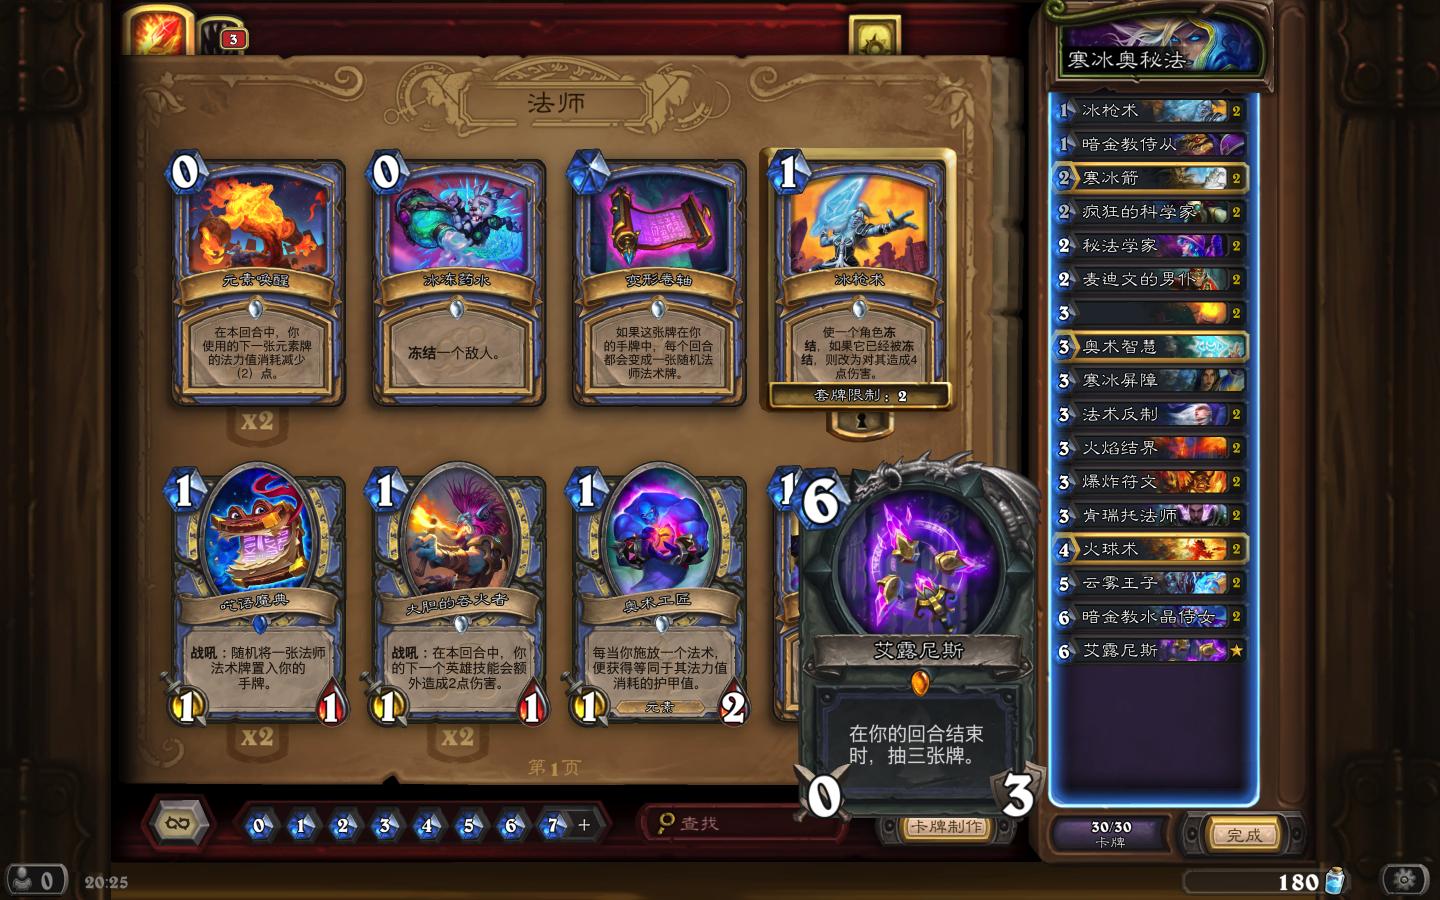 3
法师
寒冰奥秘法
0
元素唤醒
在本回合中，你
使用的下一张元素牌
的法力值消耗减少
（2）点。
x2
0
冰冻药水
冻结一个敌人。
变形卷轴
如果这张牌在你
的手牌中，每个回合
都会变成一张随机法
师法术牌。
1
冰枪术
使一个角色冻
结，如果它已经被冻
结，则改为对其造成4
点伤害。
套牌限制：2
1
咒语魔典
战吼：随机将一张法师
法术牌置入你的
手牌。
1
1
x2
1
大胆的吞火者
战吼：在本回合中，你
的下一个英雄技能会额
外造成2点伤害。
1
1
x2
1
奥术工匠
每当你施放一个法术，
便获得等同于其法力值
消耗的护甲值。
元素
1
2
1
6
艾露尼斯
在你的回合结束
时，抽三张牌。
0
3
第1页
1 冰枪术 2
1 暗金教侍从
2 寒冰箭 2
2 疯狂的科学家 2
2 秘法学家 2
2 麦迪文的男仆 2
3 2
3 奥术智慧 2
3 寒冰屏障 2
3 法术反制 2
3 火焰结界 2
3 爆炸符文 2
3 肯瑞托法师 2
4 火球术 2
5 云雾王子 2
6 暗金教水晶侍女 2
6 艾露尼斯
0 1 2 3 4 5 6 7 +
查找
卡牌制作
30/30
卡牌
完成
0
20:25
180